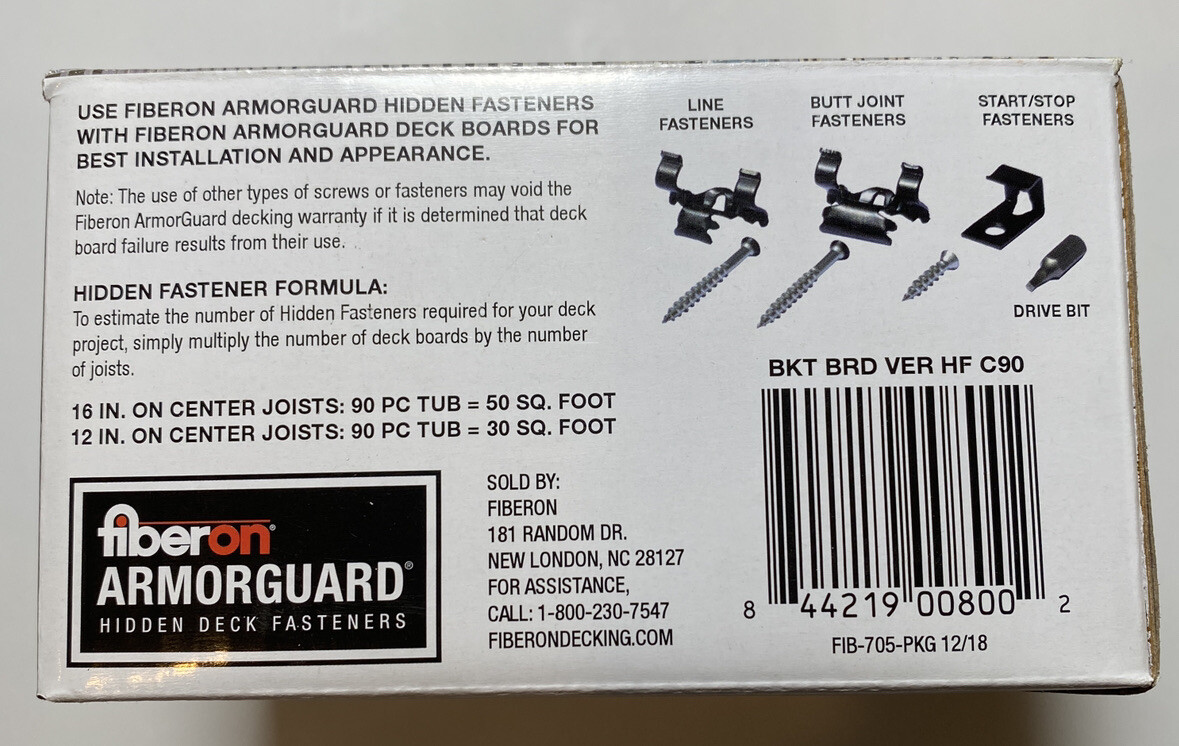 USE FIBERON ARMORGUARD HIDDEN FASTENERS
WITH FIBERON ARMORGUARD DECK BOARDS FOR
BEST INSTALLATION AND APPEARANCE.
Note: The use of other types of screws or fasteners may void the
Fiberon ArmorGuard decking warranty if it is determined that deck
board failure results from their use.
HIDDEN FASTENER FORMULA:
To estimate the number of Hidden Fasteners required for your deck
project, simply multiply the number of deck boards by the number
of joists.
16 IN. ON CENTER JOISTS: 90 PC TUB = 50 SQ. FOOT
12 IN. ON CENTER JOISTS: 90 PC TUB = 30 SQ. FOOT
fiberon®
ARMORGUARD®
HIDDEN DECK FASTENERS
SOLD BY:
FIBERON
181 RANDOM DR.
NEW LONDON, NC 28127
FOR ASSISTANCE,
CALL: 1-800-230-7547
FIBERONDECKING.COM
LINE
FASTENERS
BUTT JOINT
FASTENERS
START/STOP
FASTENERS
DRIVE BIT
BKT BRD VER HF C90
8 44219 00800 2
FIB-705-PKG 12/18